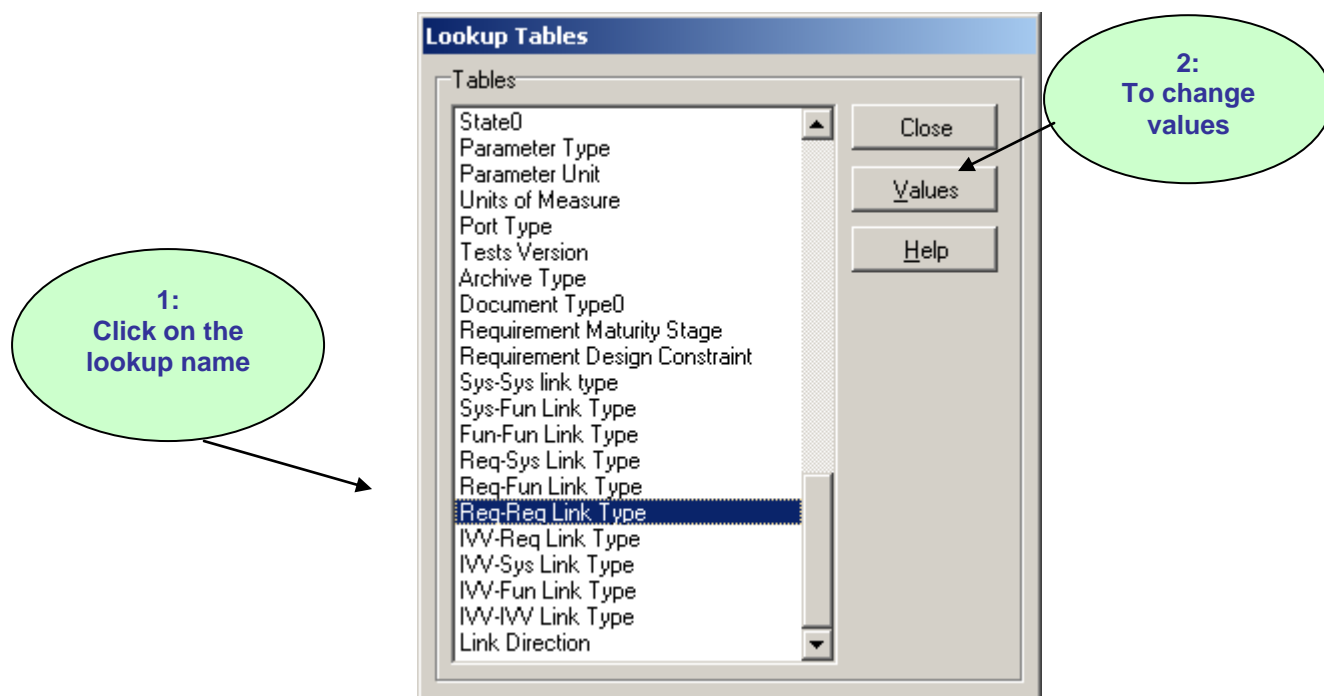 Lookup Tables
Tables
State0
Parameter Type
Parameter Unit
Units of Measure
Port Type
Tests Version
Archive Type
Document Type0
Requirement Maturity Stage
Requirement Design Constraint
Sys-Sys link type
Sys-Fun Link Type
Fun-Fun Link Type
Req-Sys Link Type
Req-Fun Link Type
Req-Req Link Type
IVV-Req Link Type
IVV-Sys Link Type
IVV-Fun Link Type
IVV-IVV Link Type
Link Direction
Close
Values
Help
1:
Click on the
lookup name
2:
To change
values